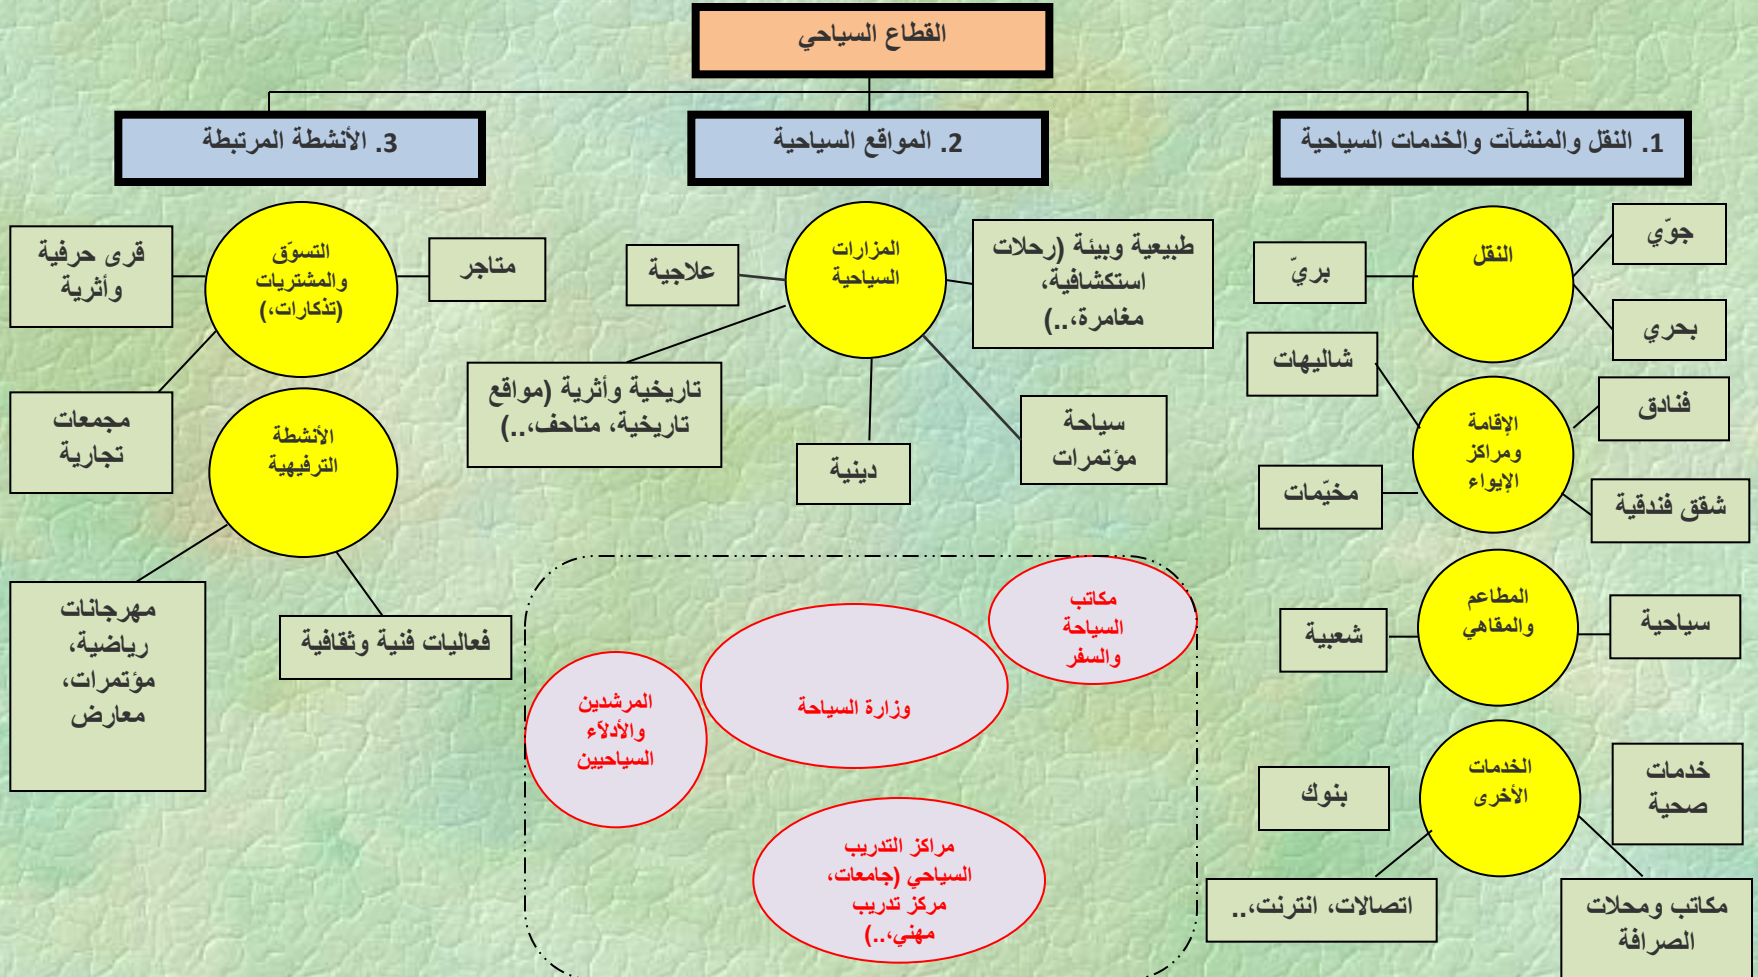 القطاع السياحي
1. النقل والمنشآت والخدمات السياحية
2. المواقع السياحية
3. الأنشطة المرتبطة
النقل
جوّي
بريّ
بحري
الإقامة
ومراكز
الإيواء
شاليهات
فنادق
مخيّمات
شقق فندقية
المطاعم
والمقاهي
سياحية
شعبية
الخدمات
الأخرى
خدمات
صحية
بنوك
اتصالات، انترنت،..
مكاتب ومحلات
الصرافة
المزارات
السياحية
طبيعية وبيئة (رحلات
استكشافية،
مغامرة،..)
علاجية
تاريخية وأثرية (مواقع
تاريخية، متاحف،..)
دينية
سياحة
مؤتمرات
التسوّق
والمشتريات
(تذكارات،)
متاجر
قرى حرفية
وأثرية
مجمعات
تجارية
الأنشطة
الترفيهية
مهرجانات
رياضية،
مؤتمرات،
معارض
فعاليات فنية وثقافية
مكاتب
السياحة
والسفر
وزارة السياحة
المرشدين
والأدلآء
السياحيين
مراكز التدريب
السياحي (جامعات،
مركز تدريب
مهني،..)